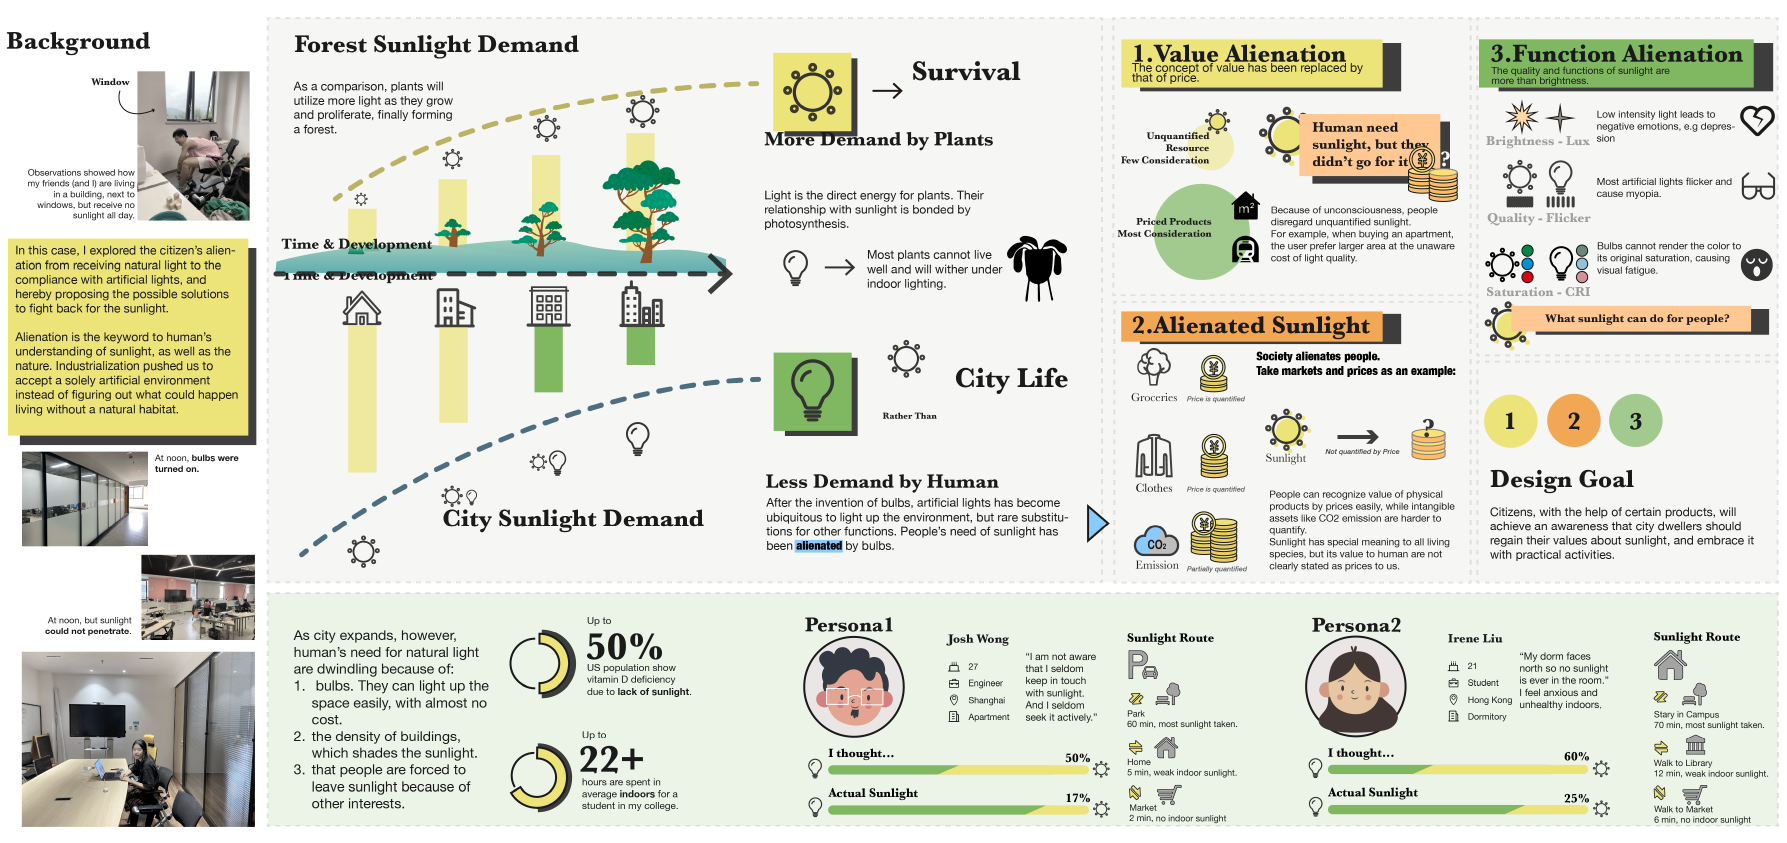 Background
Window
Observations showed how
my friends (and I) are living
in a building, next to
windows, but receive no
sunlight all day.
In this case, I explored the citizen's alien-
ation from receiving natural light to the
compliance with artificial lights, and
hereby proposing the possible solutions
to fight back for the sunlight.
Alienation is the keyword to human's
understanding of sunlight, as well as the
nature. Industrialization pushed us to
accept a solely artificial environment
instead of figuring out what could happen
living without a natural habitat.
At noon, bulbs were
turned on.
At noon, but sunlight
could not penetrate.
Forest Sunlight Demand
As a comparison, plants will
utilize more light as they grow
and proliferate, finally forming
a forest.
Time & Development
Time & Development
City Sunlight Demand
Survival
More Demand by Plants
Light is the direct energy for plants. Their
relationship with sunlight is bonded by
photosynthesis.
Most plants cannot live
well and will wither under
indoor lighting.
City Life
Rather Than
Less Demand by Human
After the invention of bulbs, artificial lights has become
ubiquitous to light up the environment, but rare substitu-
tions for other functions. People's need of sunlight has
been alienated by bulbs.
1.Value Alienation
The concept of value has been replaced by
that of price.
Unquantified
Resource
Few Consideration
Human need
sunlight, but they
didn't go for it
?
¥
Priced Products
Most Consideration
m²
Because of unconsciousness, people
disregard unquantified sunlight.
For example, when buying an apartment,
the user prefer larger area at the unaware
cost of light quality.
2.Alienated Sunlight
Society alienates people.
Take markets and prices as an example:
¥
Groceries
Price is quantified
Sunlight
Not quantified by Price
?
¥
Clothes
Price is quantified
People can recognize value of physical
products by prices easily, while intangible
assets like CO2 emission are harder to
quantify.
Sunlight has special meaning to all living
species, but its value to human are not
clearly stated as prices to us.
CO₂
¥
Emission
Partially quantified
3.Function Alienation
The quality and functions of sunlight are
more than brightness.
Brightness - Lux
Low intensity light leads to
negative emotions, e.g depres-
sion
Quality - Flicker
Most artificial lights flicker and
cause myopia.
Saturation - CRI
Bulbs cannot render the color to
its original saturation, causing
visual fatigue.
What sunlight can do for people?
1
2
3
Design Goal
Citizens, with the help of certain products, will
achieve an awareness that city dwellers should
regain their values about sunlight, and embrace it
with practical activities.
As city expands, however,
human's need for natural light
are dwindling because of:
1. bulbs. They can light up the
space easily, with almost no
cost.
2. the density of buildings,
which shades the sunlight.
3. that people are forced to
leave sunlight because of
other interests.
Up to
50%
US population show
vitamin D deficiency
due to lack of sunlight.
Up to
22+
hours are spent in
average indoors for a
student in my college.
Persona1
Josh Wong
27
Engineer
Shanghai
Apartment
"I am not aware
that I seldom
keep in touch
with sunlight.
And I seldom
seek it actively."
I thought...
50%
Actual Sunlight
17%
Sunlight Route
P
Park
60 min, most sunlight taken.
Home
5 min, weak indoor sunlight.
Market
2 min, no indoor sunlight
Persona2
Irene Liu
21
Student
Hong Kong
Dormitory
"My dorm faces
north so no sunlight
is ever in the room."
I feel anxious and
unhealthy indoors.
I thought...
60%
Actual Sunlight
25%
Sunlight Route
Stary in Campus
70 min, most sunlight taken.
Walk to Library
12 min, weak indoor sunlight.
Walk to Market
6 min, no indoor sunlight